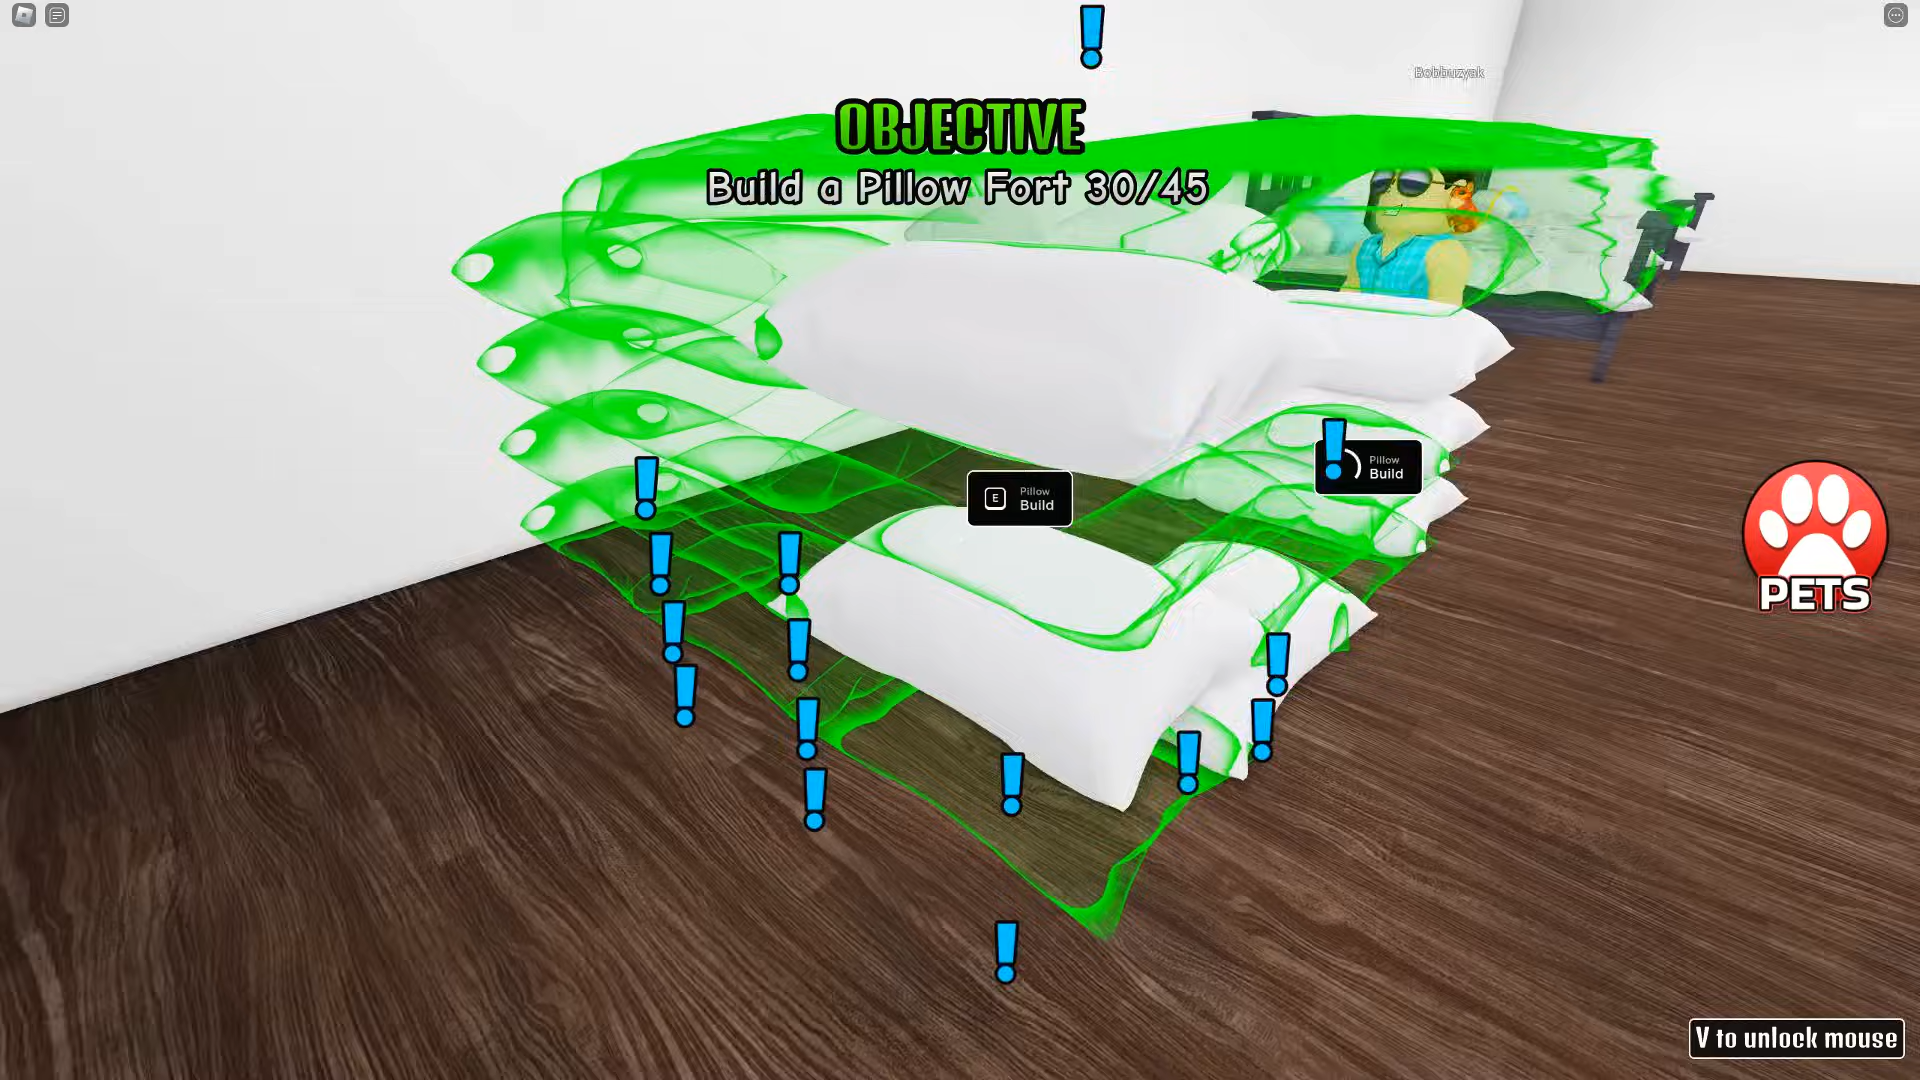 Bobbuzyak
OBJECTIVE
Build a Pillow Fort 30/45
Pillow
Build
E
Pillow
Build
PETS
V to unlock mouse